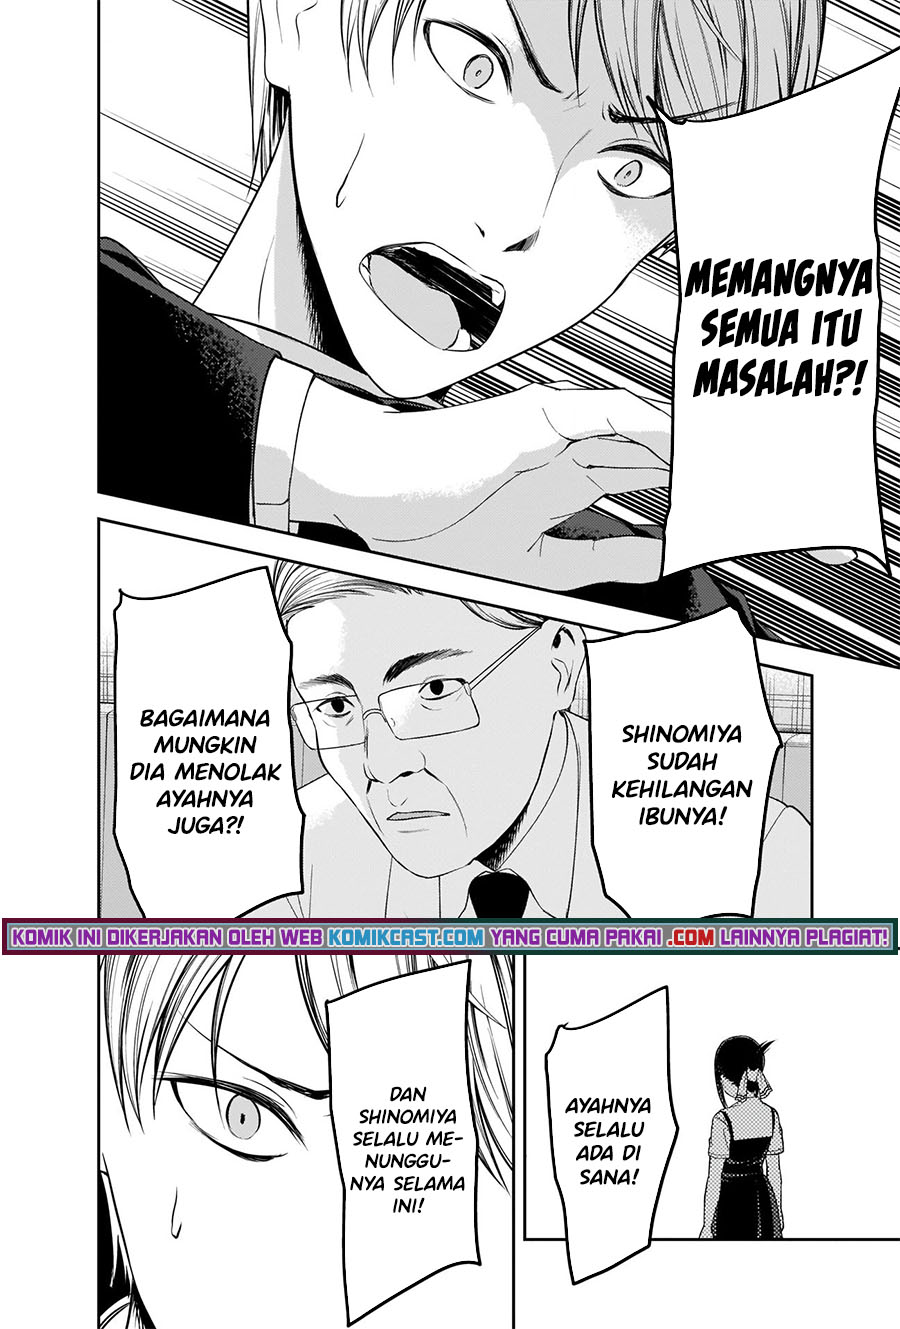 MEMANGNYA
SEMUA ITU
MASALAH?!
SHINOMIYA
SUDAH
KEHILANGAN
IBUNYA!
BAGAIMANA
MUNGKIN
DIA MENOLAK
AYAHNYA
JUGA?!
KOMIK INI DIKERJAKAN OLEH WEB KOMIKCAST.COM YANG CUMA PAKAI .COM LAINNYA PLAGIAT!
AYAHNYA
SELALU
ADA DI
SANA!
DAN
SHINOMIYA
SELALU ME-
NUNGGU-
NYA SELAMA
INI!